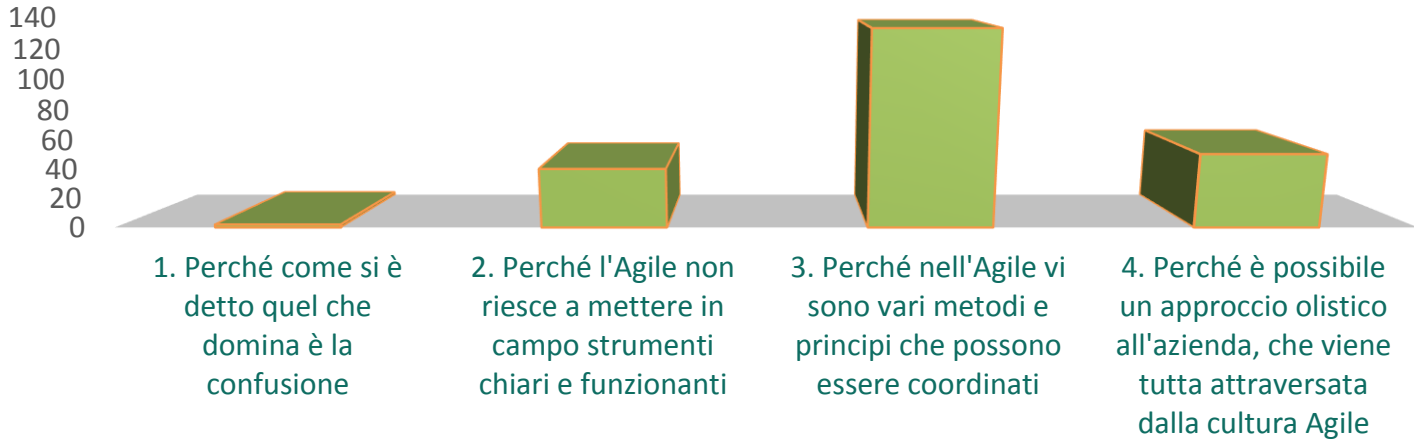 140
120
100
80
60
40
20
0
1. Perché come si è
detto quel che
domina è la
confusione
2. Perché l'Agile non
riesce a mettere in
campo strumenti
chiari e funzionanti
3. Perché nell'Agile vi
sono vari metodi e
principi che possono
essere coordinati
4. Perché è possibile
un approccio olistico
all'azienda, che viene
tutta attraversata
dalla cultura Agile